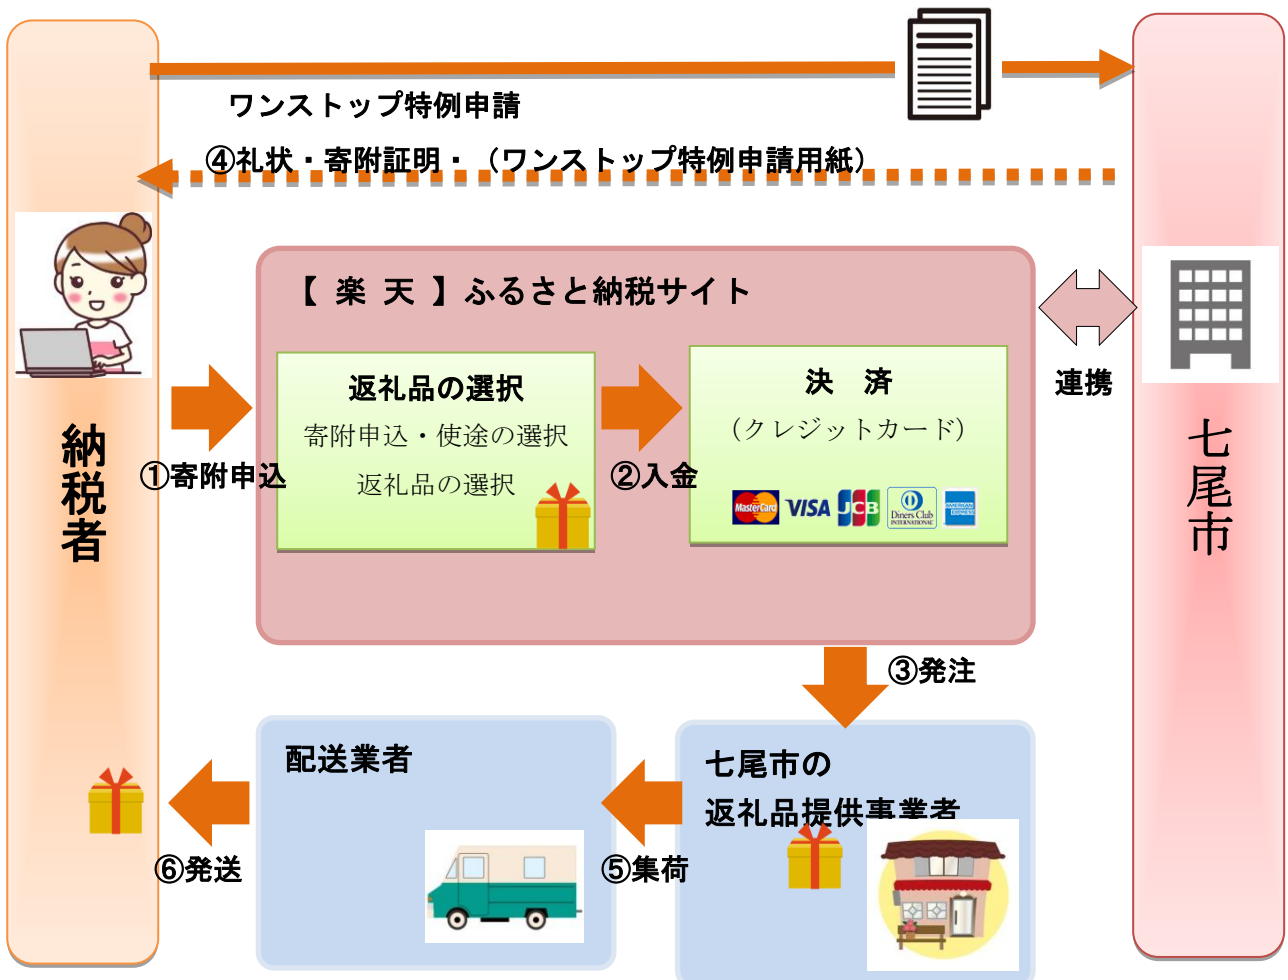 ワンストップ特例申請
④礼状・寄附証明・（ワンストップ特例申請用紙）
【 楽 天 】ふるさと納税サイト
返礼品の選択
寄附申込・使途の選択
返礼品の選択
決 済
（クレジットカード）
MasterCard
VISA
JCB
Diners Club
INTERNATIONAL
AMERICAN
EXPRESS
連携
①寄附申込
②入金
納税者
七尾市
③発注
配送業者
七尾市の
返礼品提供事業者
⑤集荷
⑥発送